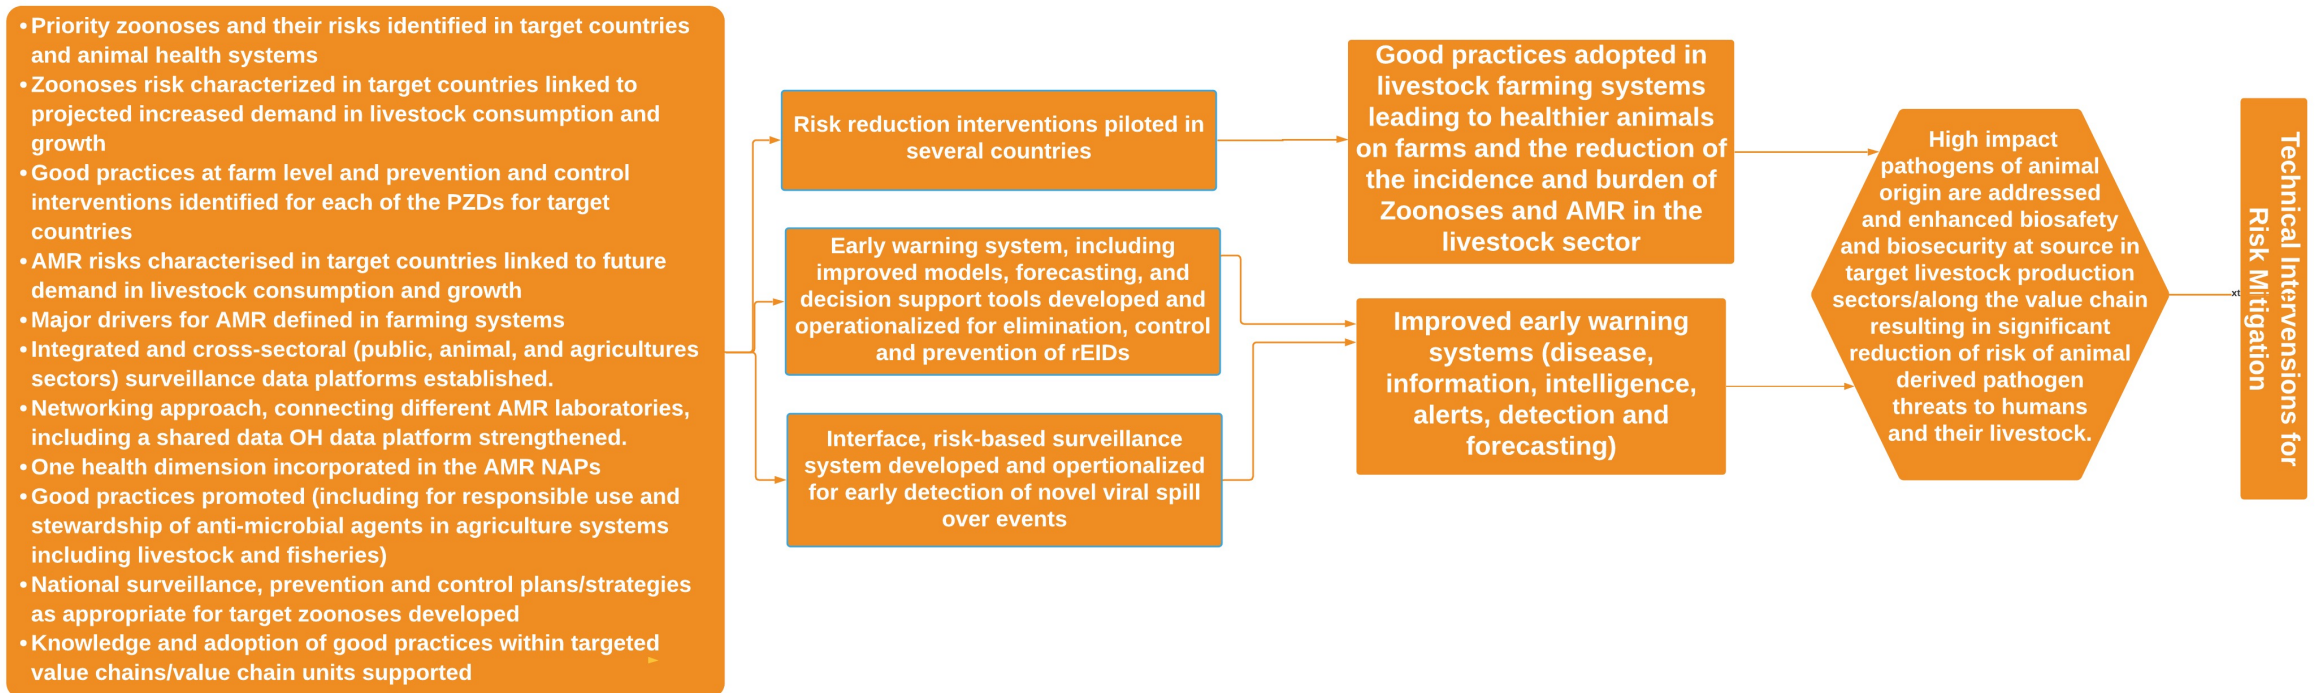 •Priority zoonoses and their risks identified in target countries
and animal health systems
•Zoonoses risk characterized in target countries linked to
projected increased demand in livestock consumption and
growth
•Good practices at farm level and prevention and control
interventions identified for each of the PZDs for target
countries
•AMR risks characterised in target countries linked to future
demand in livestock consumption and growth
•Major drivers for AMR defined in farming systems
•Integrated and cross-sectoral (public, animal, and agricultures
sectors) surveillance data platforms established.
•Networking approach, connecting different AMR laboratories,
including a shared data OH data platform strengthened.
•One health dimension incorporated in the AMR NAPs
•Good practices promoted (including for responsible use and
stewardship of anti-microbial agents in agriculture systems
including livestock and fisheries)
•National surveillance, prevention and control plans/strategies
as appropriate for target zoonoses developed
•Knowledge and adoption of good practices within targeted
value chains/value chain units supported
Risk reduction interventions piloted in
several countries
Early warning system, including
improved models, forecasting, and
decision support tools developed and
operationalized for elimination, control
and prevention of rEIDs
Interface, risk-based surveillance
system developed and opertionalized
for early detection of novel viral spill
over events
Good practices adopted in
livestock farming systems
leading to healthier animals
on farms and the reduction of
the incidence and burden of
Zoonoses and AMR in the
livestock sector
Improved early warning
systems (disease,
information, intelligence,
alerts, detection and
forecasting)
High impact
pathogens of animal
origin are addressed
and enhanced biosafety
and biosecurity at source in
target livestock production
sectors/along the value chain
resulting in significant
reduction of risk of animal
derived pathogen
threats to humans
and their livestock.
xt
Technical Intervensions for
Risk Mitigation